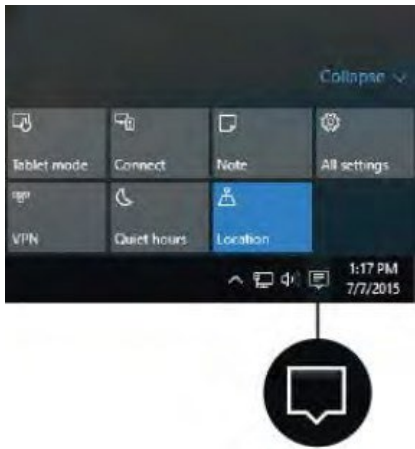 Collapse
Tablet mode
Connect
Note
All settings
VPN
Quiet hours
Location
1:17 PM
7/7/2015